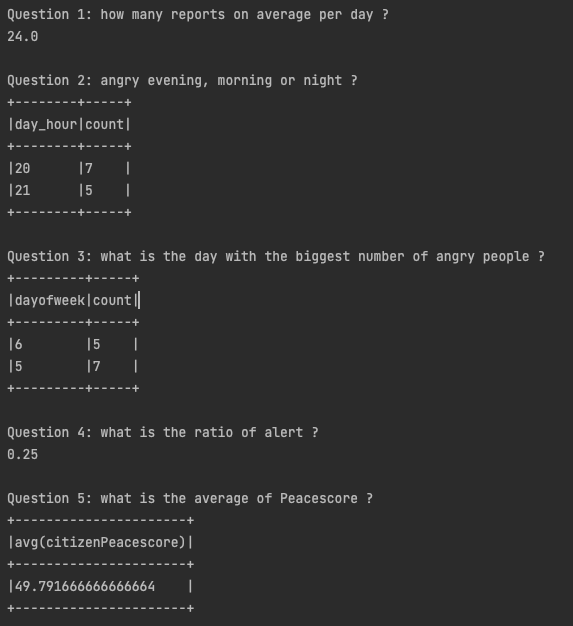 Question 1: how many reports on average per day ?
24.0
Question 2: angry evening, morning or night ?
+--------+-----+
|day_hour|count|
+--------+-----+
|20      |7    |
|21      |5    |
+--------+-----+
Question 3: what is the day with the biggest number of angry people ?
+---------+-----+
|dayofweek|count|
+---------+-----+
|6        |5    |
|5        |7    |
+---------+-----+
Question 4: what is the ratio of alert ?
0.25
Question 5: what is the average of Peacescore ?
+----------------------+
|avg(citizenPeacescore)|
+----------------------+
|49.791666666666664    |
+----------------------+